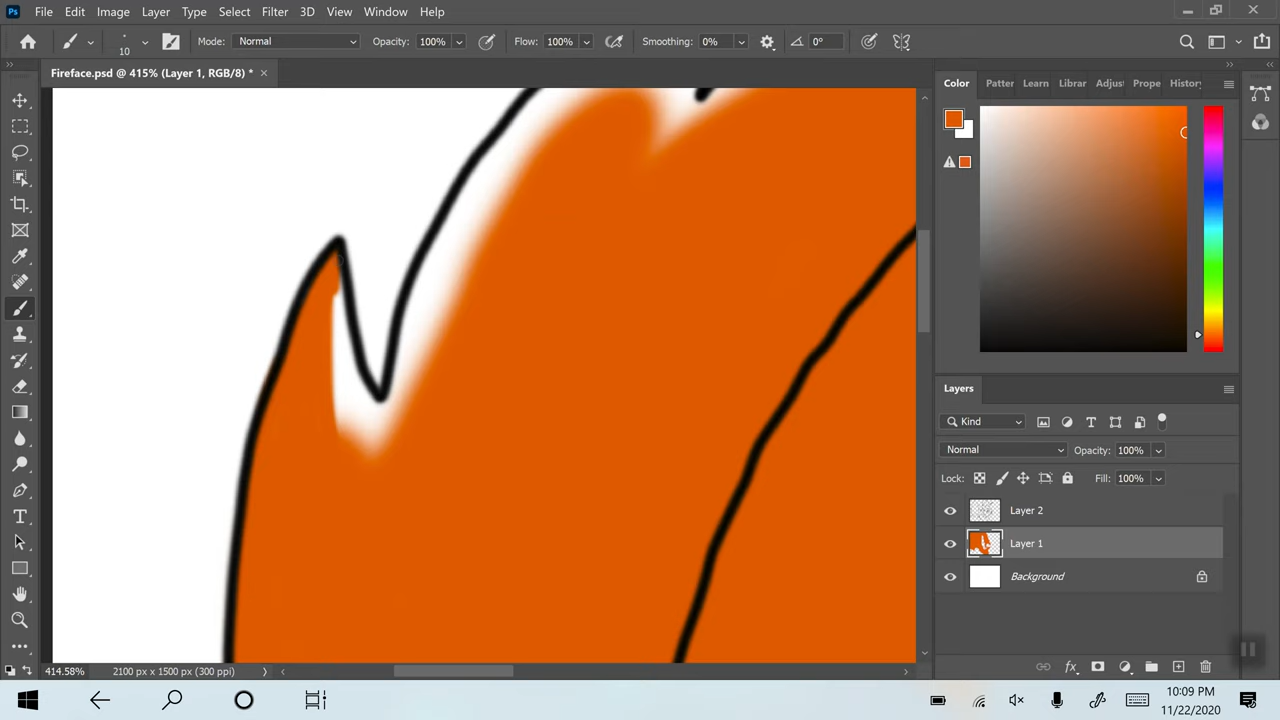 Ps File Edit Image Layer Type Select Filter 3D View Window Help
10 Mode: Normal Opacity: 100% Flow: 100% Smoothing: 0% 0°
Fireface.psd @ 415% (Layer 1, RGB/8) *
Color Patter Learn Librar Adjus Prope History
Layers
Kind
Normal Opacity: 100%
Lock: Fill: 100%
Layer 2
Layer 1
Background
414.58% 2100 px x 1500 px (300 ppi)
10:09 PM
11/22/2020